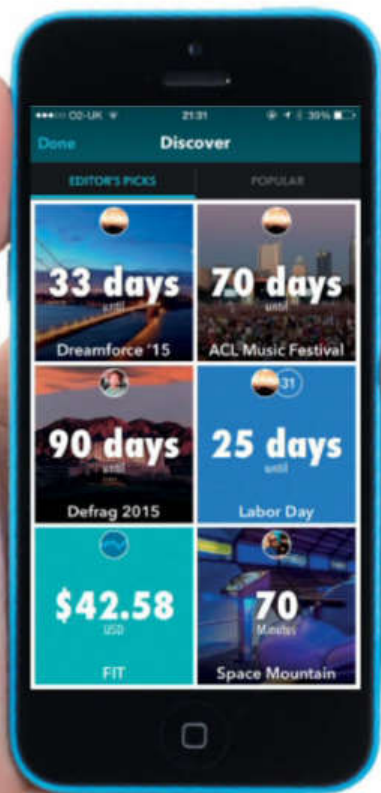 O2-UK 21:31 39%
Done Discover
EDITOR'S PICKS POPULAR
33 days
until
Dreamforce '15
70 days
until
ACL Music Festival
90 days
until
Defrag 2015
31
25 days
until
Labor Day
$42.58
USD
FIT
70
Minutes
Space Mountain